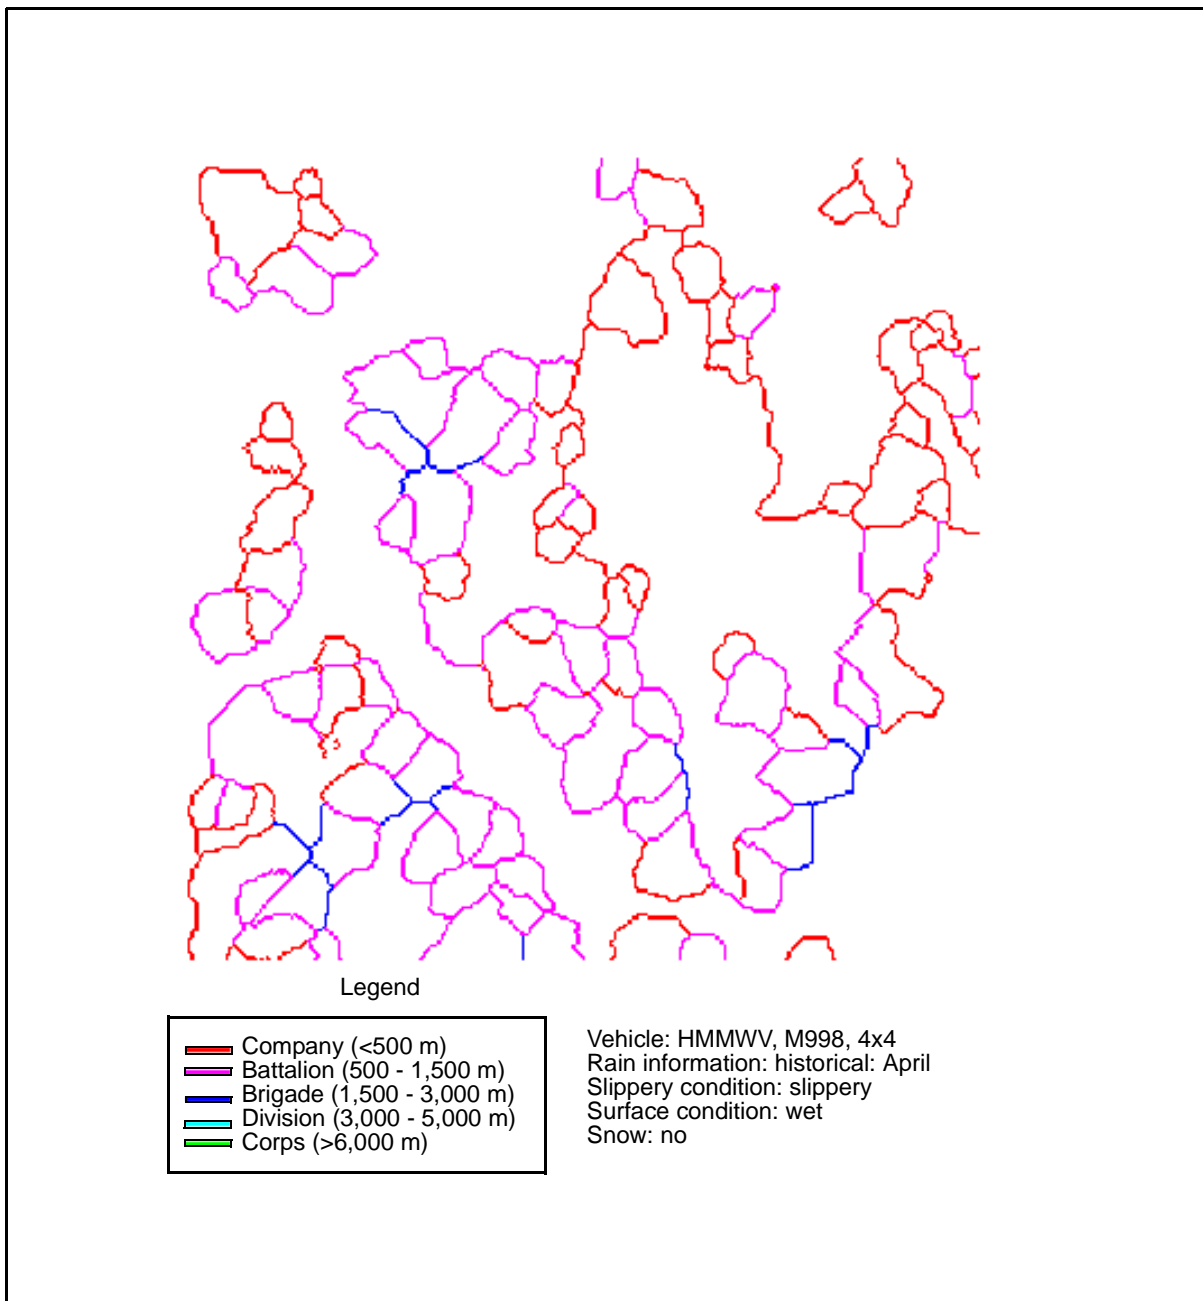 Legend
Company (<500 m)
Battalion (500 - 1,500 m)
Brigade (1,500 - 3,000 m)
Division (3,000 - 5,000 m)
Corps (>6,000 m)
Vehicle: HMMWV, M998, 4x4
Rain information: historical: April
Slippery condition: slippery
Surface condition: wet
Snow: no